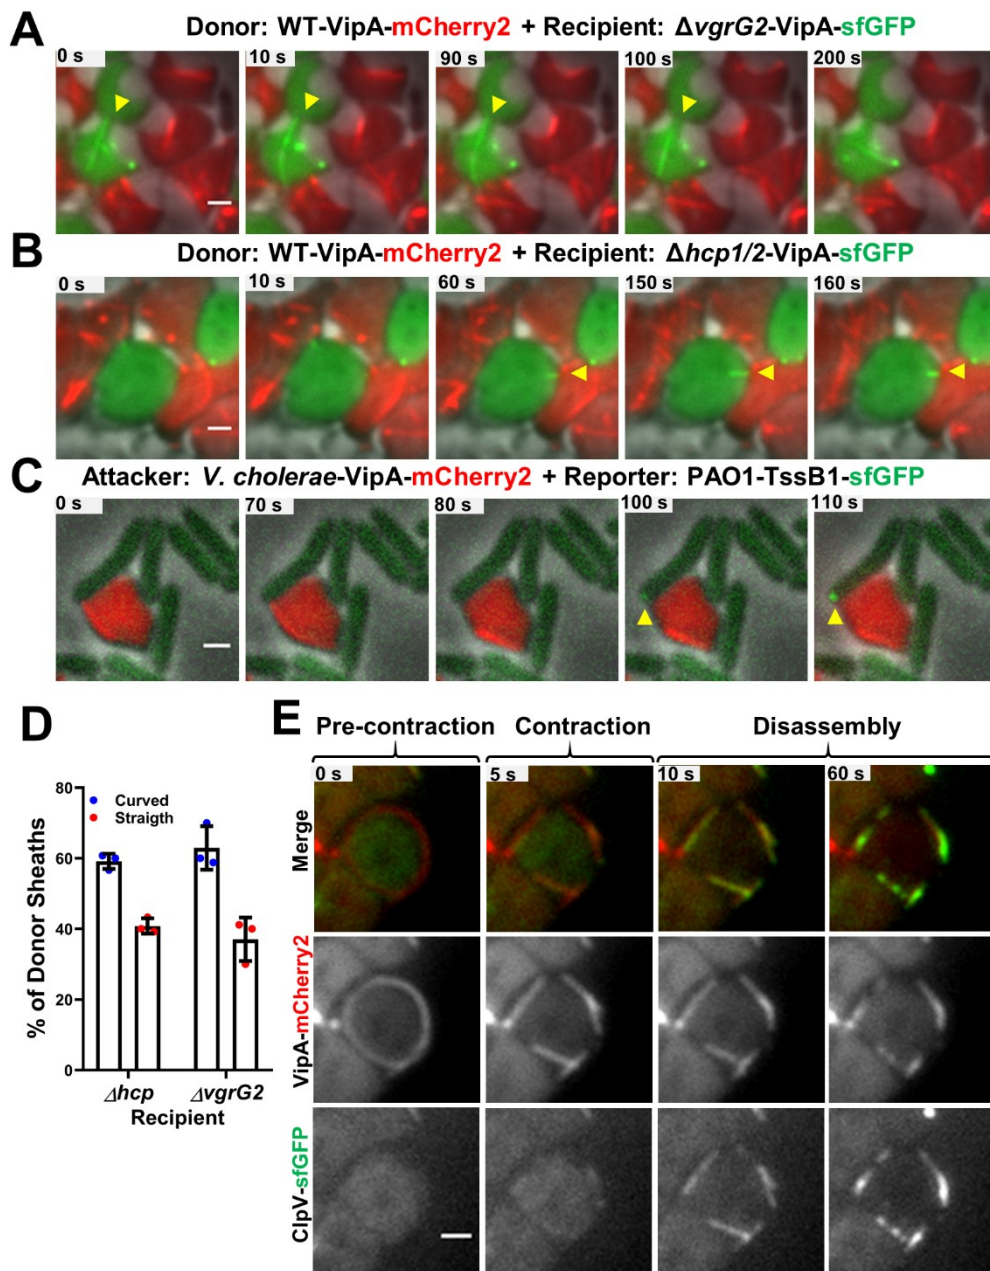 A
Donor: WT-VipA-mCherry2 + Recipient: ΔvgrG2-VipA-sfGFP
0 s 10 s 90 s 100 s 200 s
B
Donor: WT-VipA-mCherry2 + Recipient: Δhcp1/2-VipA-sfGFP
0 s 10 s 60 s 150 s 160 s
C
Attacker: V. cholerae-VipA-mCherry2 + Reporter: PAO1-TssB1-sfGFP
0 s 70 s 80 s 100 s 110 s
D
% of Donor Sheaths
80
60
40
20
0
Curved
Straigth
Δhcp ΔvgrG2
Recipient
E
Pre-contraction Contraction Disassembly
0 s 5 s 10 s 60 s
Merge
VipA-mCherry2
ClpV-sfGFP